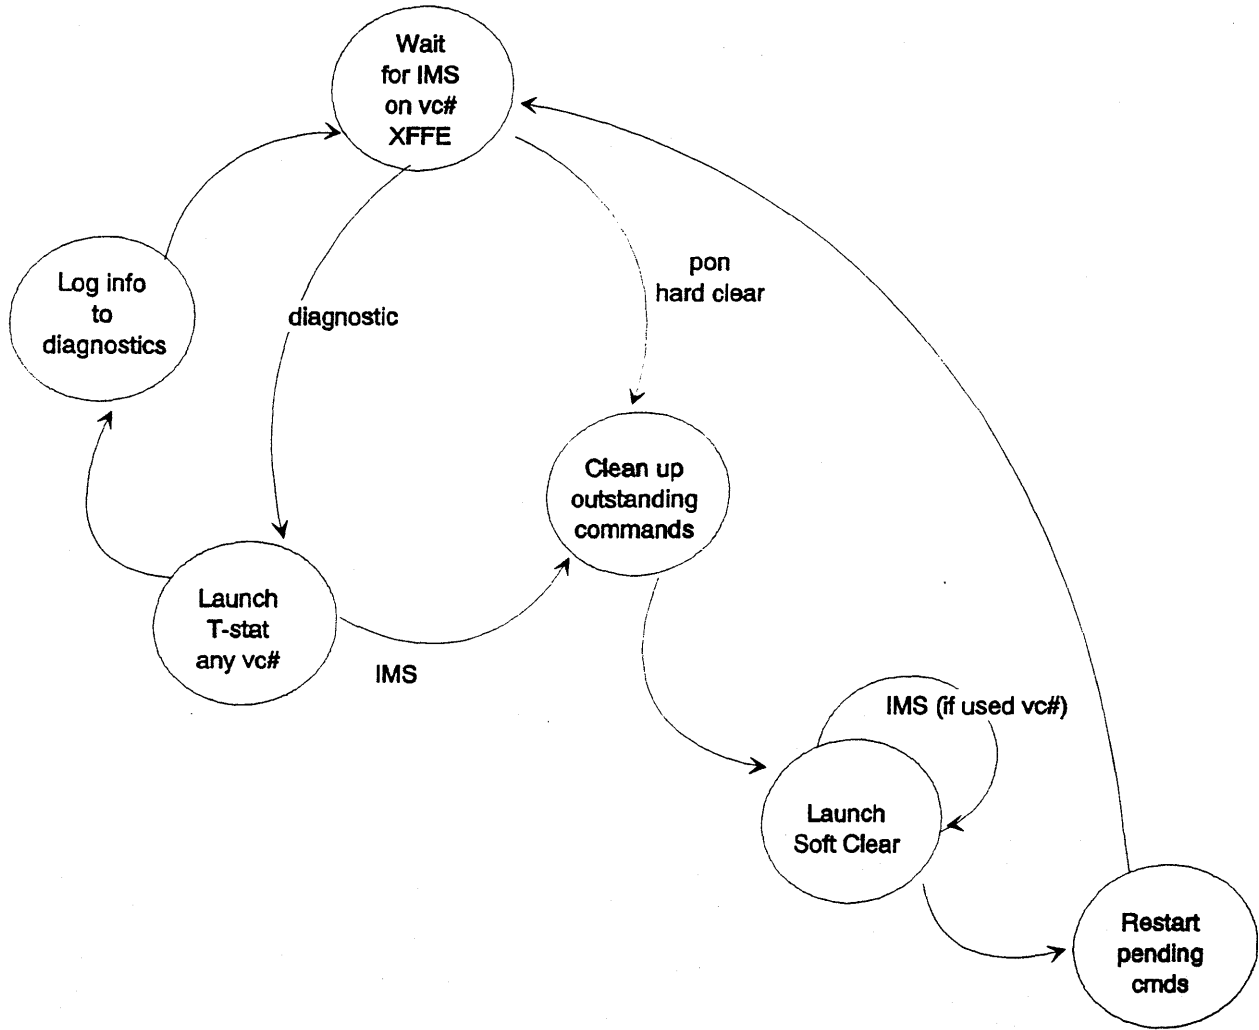 Wait
for IMS
on vc#
XFFE
Log info
to
diagnostics
diagnostic
pon
hard clear
Clean up
outstanding
commands
Launch
T-stat
any vc#
IMS
IMS (if used vc#)
Launch
Soft Clear
Restart
pending
cmds